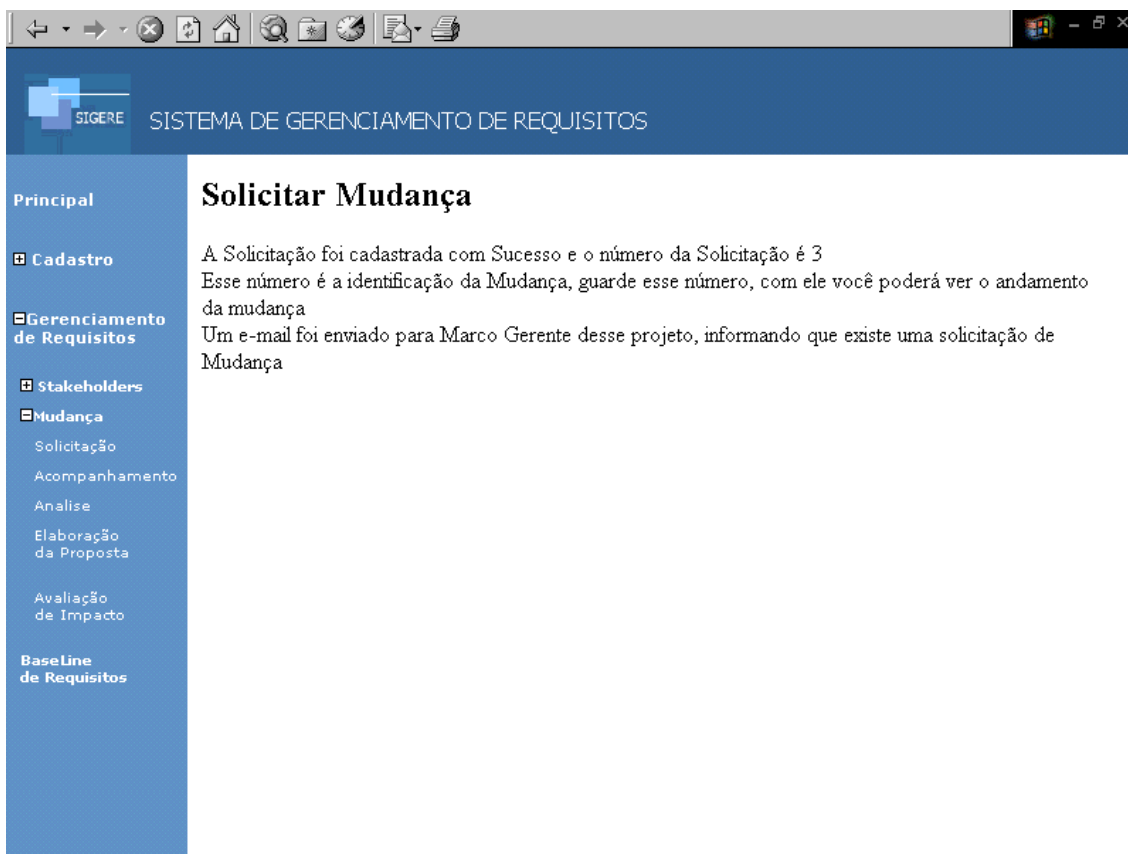 SIGERE
SISTEMA DE GERENCIAMENTO DE REQUISITOS
Principal
Cadastro
Gerenciamento
de Requisitos
Stakeholders
Mudança
Solicitação
Acompanhamento
Analise
Elaboração
da Proposta
Avaliação
de Impacto
BaseLine
de Requisitos
Solicitar Mudança
A Solicitação foi cadastrada com Sucesso e o número da Solicitação é 3
Esse número é a identificação da Mudança, guarde esse número, com ele você poderá ver o andamento
da mudança
Um e-mail foi enviado para Marco Gerente desse projeto, informando que existe uma solicitação de
Mudança